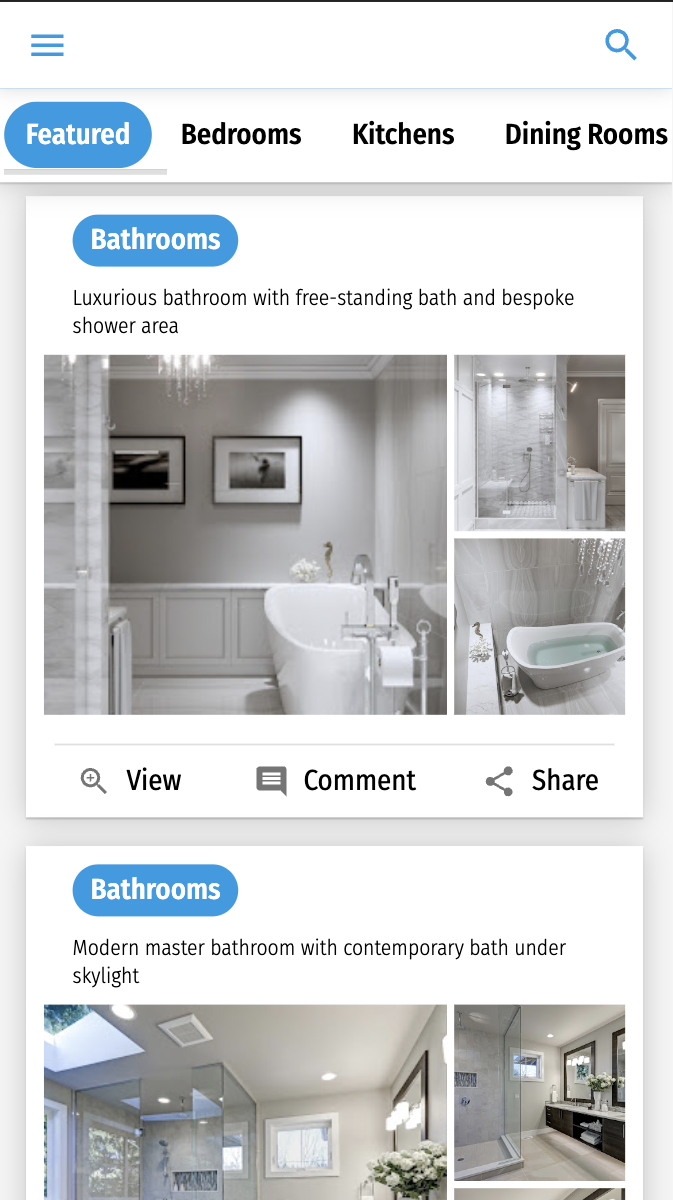 Featured Bedrooms Kitchens Dining Rooms
Bathrooms
Luxurious bathroom with free-standing bath and bespoke
shower area
View Comment Share
Bathrooms
Modern master bathroom with contemporary bath under
skylight